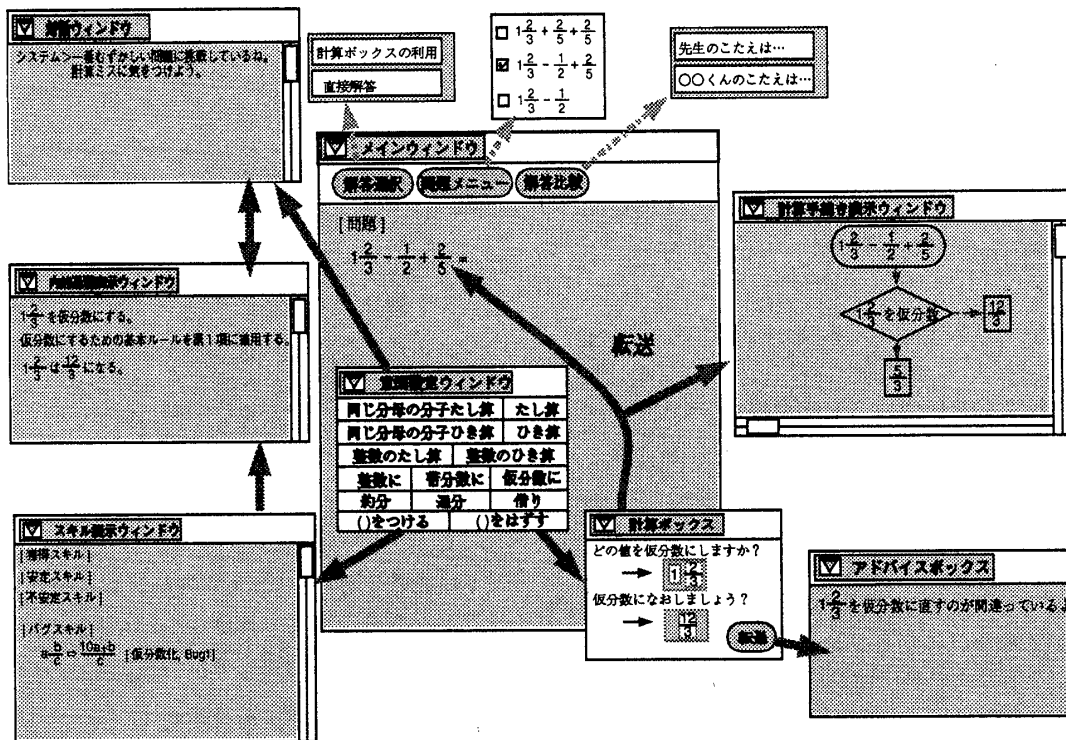 システム＞一番むずかしい問題に挑戦しているね。
計算ミスに気をつけよう。
計算ボックスの利用
直接解答
□ 1 2/3 + 2/5 + 2/5
☑ 1 2/3 - 1/2 + 2/5
□ 1 2/3 - 1/2
先生のこたえは…
○○くんのこたえは…
メインウィンドウ
解答選択 問題メニュー 解答比較
[問題]
1 2/3 - 1/2 + 2/5 =
転送
計算手続き表示ウィンドウ
1 2/3 - 1/2 + 2/5
1 2/3 を仮分数
12/3
5/3
1 2/3 を仮分数にする。
仮分数にするための基本ルールを第1項に適用する。
1 2/3 は 12/3 になる。
ウィンドウ
同じ分母の分子たし算 たし算
同じ分母の分子ひき算 ひき算
整数のたし算 整数のひき算
整数に 帯分数に 仮分数に
約分 通分 借り
( )をつける ( )をはずす
スキル表示ウィンドウ
[獲得スキル]
[安定スキル]
[不安定スキル]
[バグスキル]
a b/c ⇨ 10a+b/c [仮分数化, Bug1]
計算ボックス
どの値を仮分数にしますか？
→ 1 2/3
仮分数になおしましょう？
→ 12/3
転送
アドバイスボックス
1 2/3 を仮分数に直すのが間違っているよ